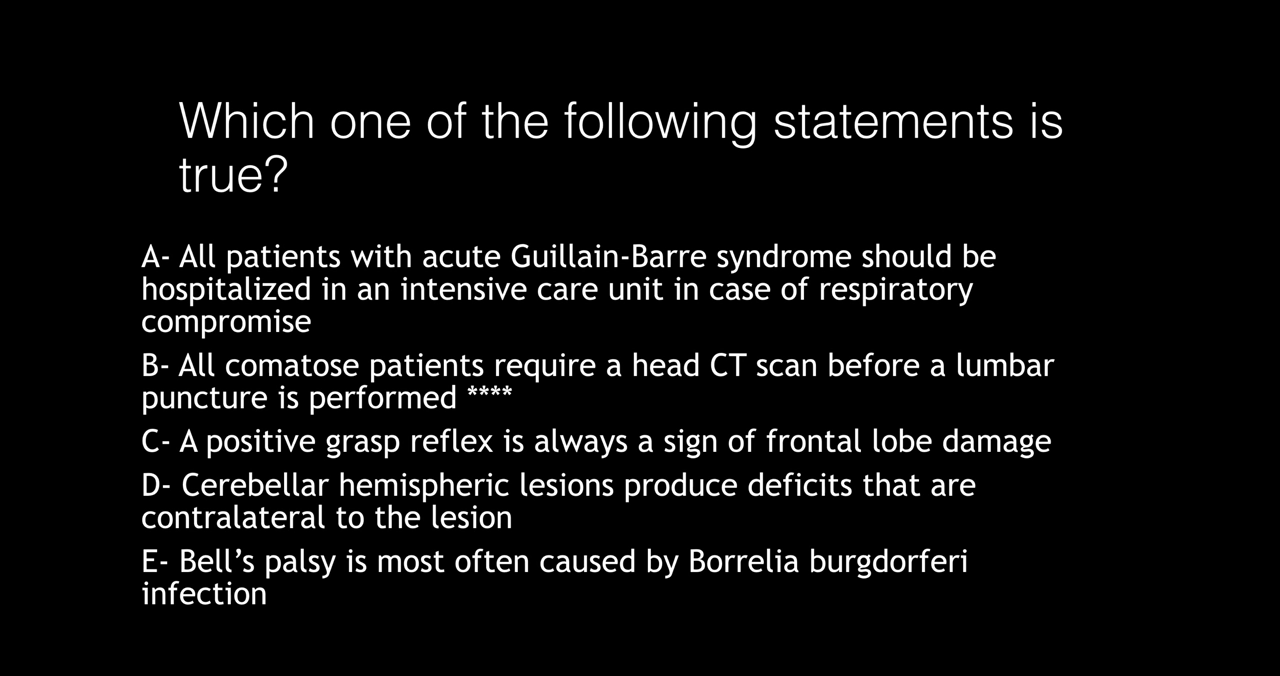 Which one of the following statements is
true?
A- All patients with acute Guillain-Barre syndrome should be
hospitalized in an intensive care unit in case of respiratory
compromise
B- All comatose patients require a head CT scan before a lumbar
puncture is performed ****
C- A positive grasp reflex is always a sign of frontal lobe damage
D- Cerebellar hemispheric lesions produce deficits that are
contralateral to the lesion
E- Bell’s palsy is most often caused by Borrelia burgdorferi
infection